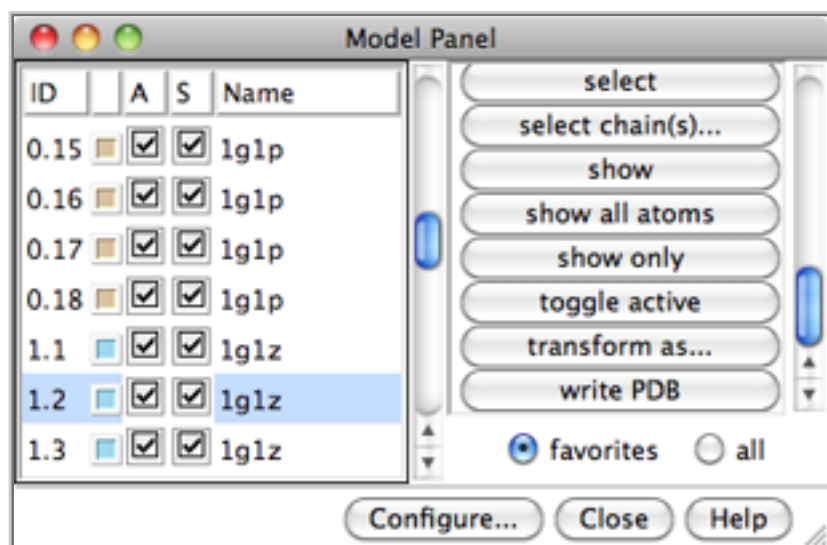 Model Panel
ID A S Name
0.15 1g1p
0.16 1g1p
0.17 1g1p
0.18 1g1p
1.1 1g1z
1.2 1g1z
1.3 1g1z
select
select chain(s)...
show
show all atoms
show only
toggle active
transform as...
write PDB
favorites all
Configure... Close Help